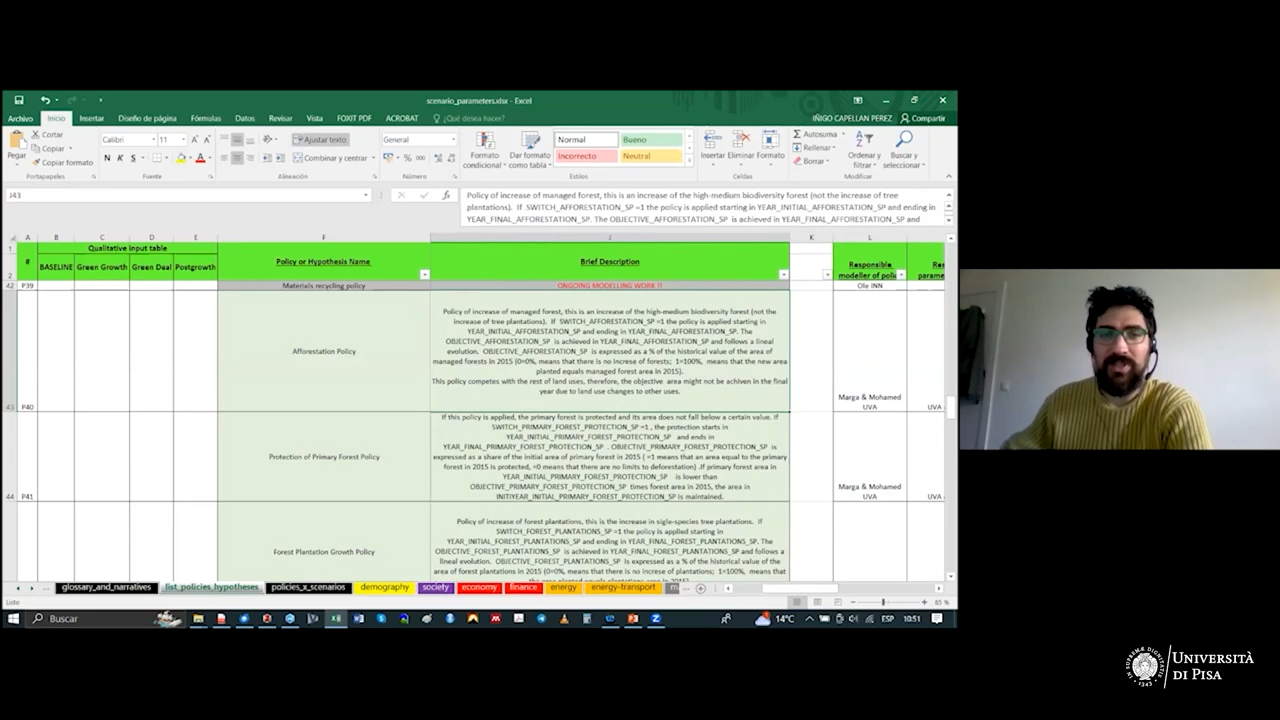 scenario_parameters.xlsx - Excel
Archivo Inicio Insertar Diseño de página Fórmulas Datos Revisar Vista FOXIT PDF ACROBAT ¿Qué desea hacer? IÑIGO CAPELLAN PEREZ Compartir
Pegar
Cortar
Copiar
Copiar formato
Portapapeles
Calibri 11
N K S
Fuente
Ajustar texto
Combinar y centrar
Alineación
General
% 000
Número
Formato condicional
Dar formato como tabla
Normal Bueno
Incorrecto Neutral
Estilos
Insertar Eliminar Formato
Celdas
Autosuma
Rellenar
Borrar
Ordenar y filtrar
Buscar y seleccionar
Modificar
J43
Policy of increase of managed forest, this is an increase of the high-medium biodiversity forest (not the increase of tree
plantations). If SWITCH_AFFORESTATION_SP =1 the policy is applied starting in YEAR_INITIAL_AFFORESTATION_SP and ending in
YEAR_FINAL_AFFORESTATION_SP. The OBJECTIVE_AFFORESTATION_SP is achieved in YEAR_FINAL_AFFORESTATION_SP and
A B C D E F J K L
1 Qualitative input table
2 # BASELINE Green Growth Green Deal Postgrowth Policy or Hypothesis Name Brief Description
Responsible
modeller of polic
Res
parame
42 P39 Materials recycling policy ONGOING MODELLING WORK !! Ole INN
Policy of increase of managed forest, this is an increase of the high-medium biodiversity forest (not the
increase of tree plantations). If SWITCH_AFFORESTATION_SP =1 the policy is applied starting in
YEAR_INITIAL_AFFORESTATION_SP and ending in YEAR_FINAL_AFFORESTATION_SP. The
OBJECTIVE_AFFORESTATION_SP is achieved in YEAR_FINAL_AFFORESTATION_SP and follows a lineal
evolution. OBJECTIVE_AFFORESTATION_SP is expressed as a % of the historical value of the area of
managed forests in 2015 (0=0%, means that there is no increse of forests; 1=100%, means that the new area
planted equals managed forest area in 2015).
This policy competes with the rest of land uses, therefore, the objective area might not be achiven in the final
year due to land use changes to other uses.
Afforestation Policy
43 P40
Marga & Mohamed
UVA
UVA
If this policy is applied, the primary forest is protected and its area does not fall below a certain value. If
SWITCH_PRIMARY_FOREST_PROTECTION_SP =1 , the protection starts in
YEAR_INITIAL_PRIMARY_FOREST_PROTECTION_SP and ends in
YEAR_FINAL_PRIMARY_FOREST_PROTECTION_SP . OBJECTIVE_PRIMARY_FOREST_PROTECTION_SP is
expressed as a share of the initial area of primary forest in 2015 ( =1 means that an area equal to the primary
forest in 2015 is protected, =0 means that there are no limits to deforestation) .If primary forest area in
YEAR_INITIAL_PRIMARY_FOREST_PROTECTION_SP is lower than
OBJECTIVE_PRIMARY_FOREST_PROTECTION_SP times forest area in 2015, the area in
INITIYEAR_INITIAL_PRIMARY_FOREST_PROTECTION_SP is maintained.
Protection of Primary Forest Policy
44 P41
Marga & Mohamed
UVA
UVA
Policy of increase of forest plantations, this is the increase in sigle-species tree plantations. If
SWITCH_FOREST_PLANTATIONS_SP =1 the policy is applied starting in
YEAR_INITIAL_FOREST_PLANTATIONS_SP and ending in YEAR_FINAL_FOREST_PLANTATIONS_SP. The
OBJECTIVE_FOREST_PLANTATIONS_SP is achieved in YEAR_FINAL_FOREST_PLANTATIONS_SP and follows a
lineal evolution. OBJECTIVE_FOREST_PLANTATIONS_SP is expressed as a % of the historical value of the
area of forest plantations in 2015 (0=0%, means that there is no increse of plantations; 1=100%, means that the
Forest Plantation Growth Policy
glossary_and_narratives list_policies_hypotheses policies_x_scenarios demography society economy finance energy energy-transport
Listo 85 %
Buscar 14°C ESP 10:51
UNIVERSITÀ
DI PISA
1343